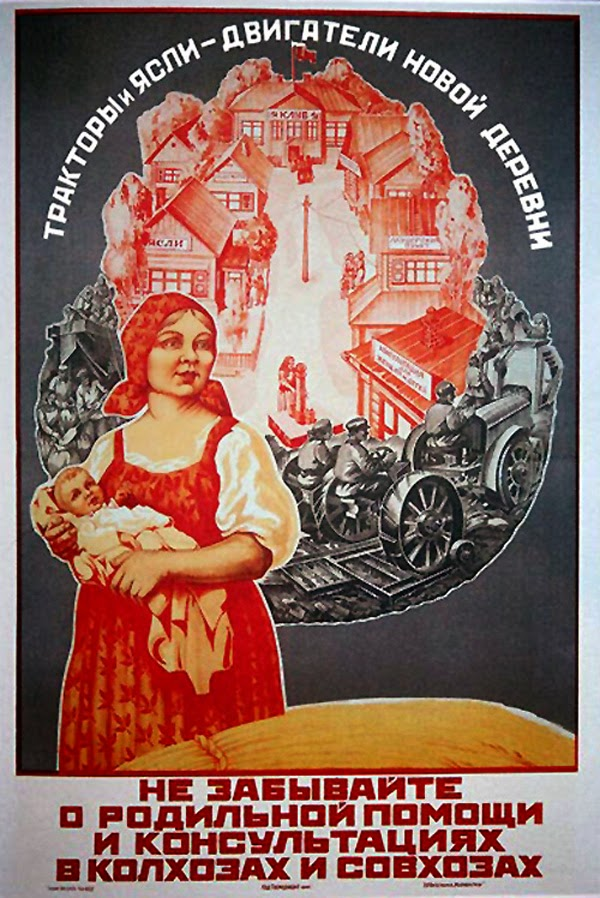 ТРАКТОРЫ и ЯСЛИ – ДВИГАТЕЛИ НОВОЙ ДЕРЕВНИ
КЛУБ
ЯСЛИ
НЕ ЗАБЫВАЙТЕ
О РОДИЛЬНОЙ ПОМОЩИ
И КОНСУЛЬТАЦИЯХ
В КОЛХОЗАХ И СОВХОЗАХ